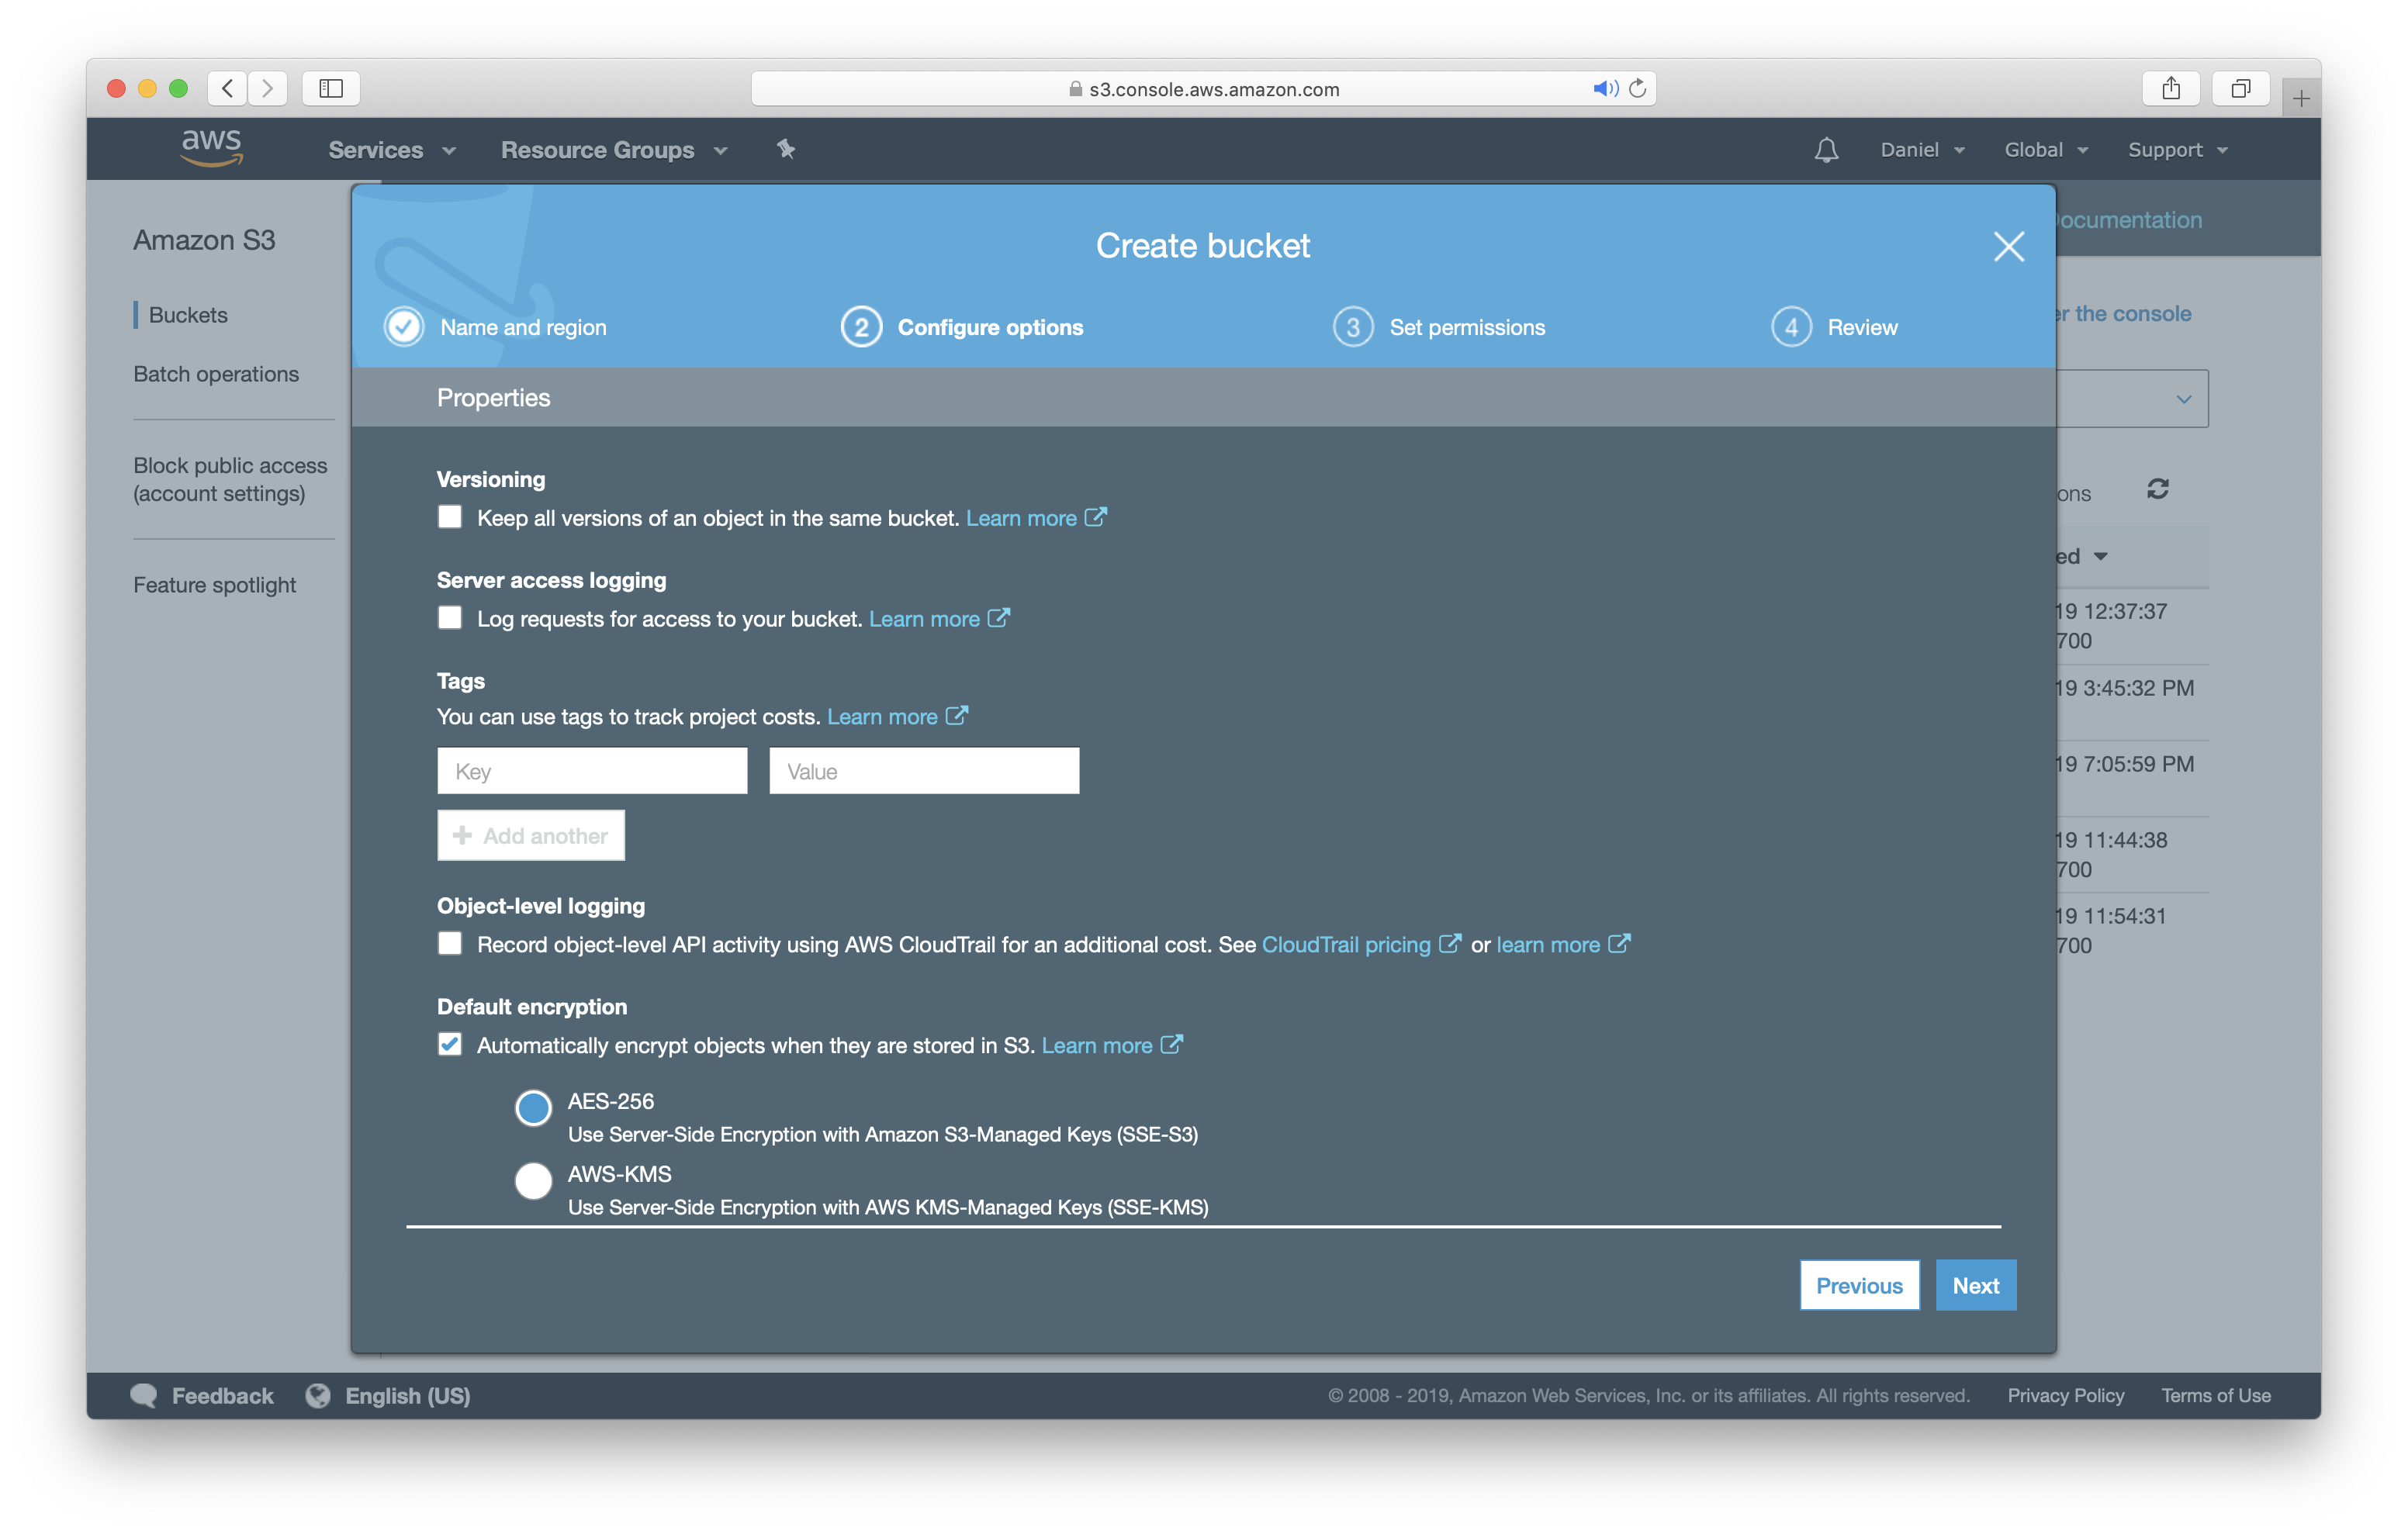 s3.console.aws.amazon.com
aws
Services
Resource Groups
Daniel
Global
Support
Amazon S3
Buckets
Batch operations
Block public access
(account settings)
Feature spotlight
Create bucket
Name and region
2 Configure options
3 Set permissions
4 Review
Properties
Versioning
Keep all versions of an object in the same bucket. Learn more
Server access logging
Log requests for access to your bucket. Learn more
Tags
You can use tags to track project costs. Learn more
Key
Value
Add another
Object-level logging
Record object-level API activity using AWS CloudTrail for an additional cost. See CloudTrail pricing or learn more
Default encryption
Automatically encrypt objects when they are stored in S3. Learn more
AES-256
Use Server-Side Encryption with Amazon S3-Managed Keys (SSE-S3)
AWS-KMS
Use Server-Side Encryption with AWS KMS-Managed Keys (SSE-KMS)
Previous
Next
ocumentation
er the console
ons
ed
19 12:37:37
700
19 3:45:32 PM
19 7:05:59 PM
19 11:44:38
700
19 11:54:31
700
Feedback
English (US)
© 2008 - 2019, Amazon Web Services, Inc. or its affiliates. All rights reserved.
Privacy Policy
Terms of Use